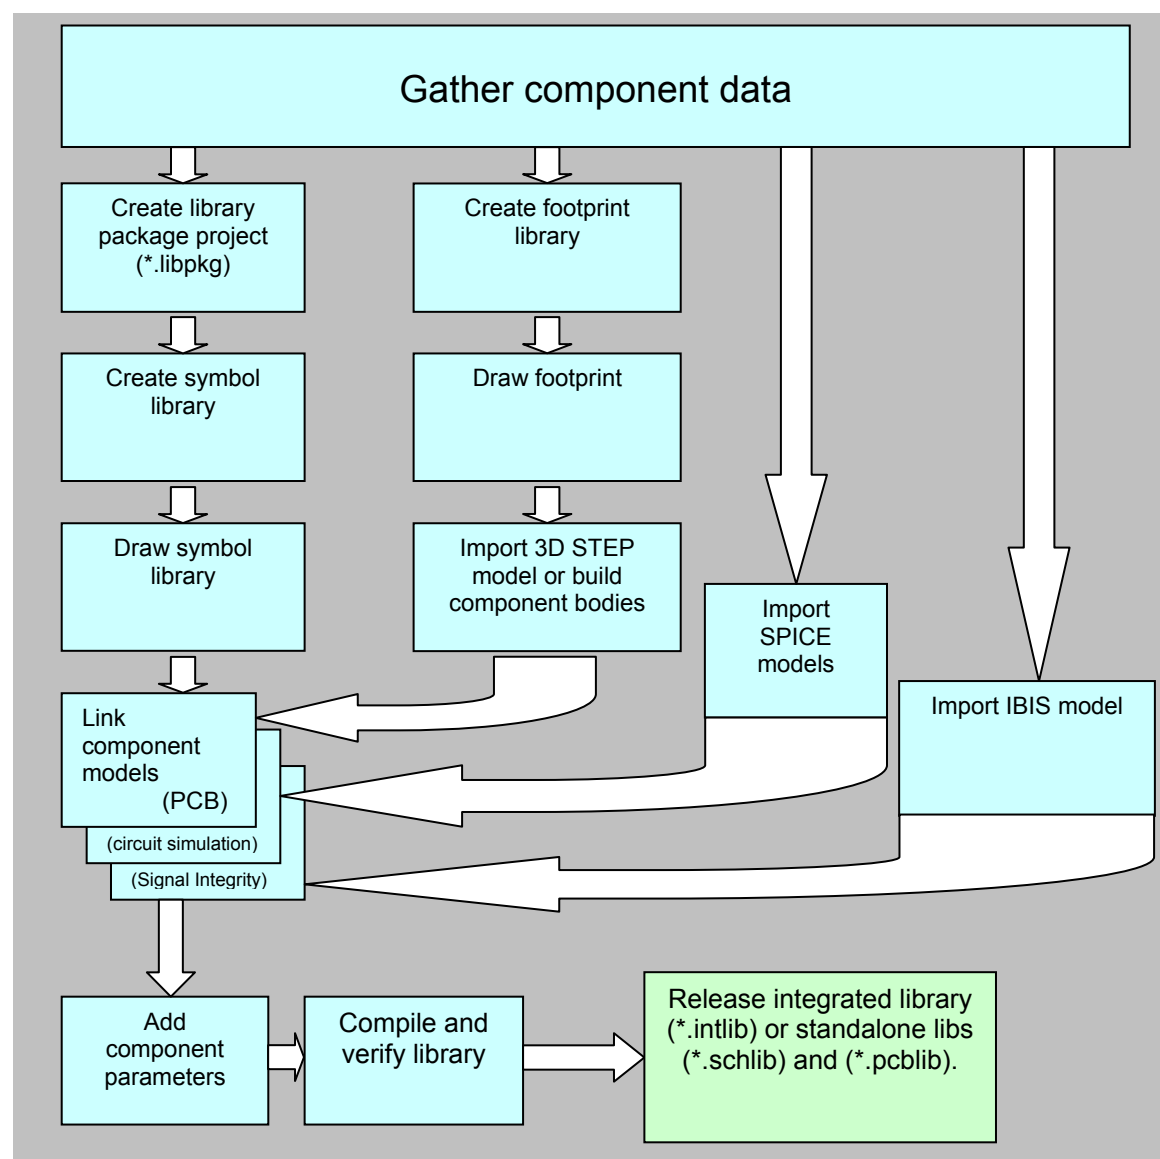 Gather component data
Create library
package project
(*.libpkg)
Create footprint
library
Create symbol
library
Draw footprint
Draw symbol
library
Import 3D STEP
model or build
component bodies
Import
SPICE
models
Import IBIS model
Link
component
models
(PCB)
(circuit simulation)
(Signal Integrity)
Add
component
parameters
Compile and
verify library
Release integrated library
(*.intlib) or standalone libs
(*.schlib) and (*.pcblib).